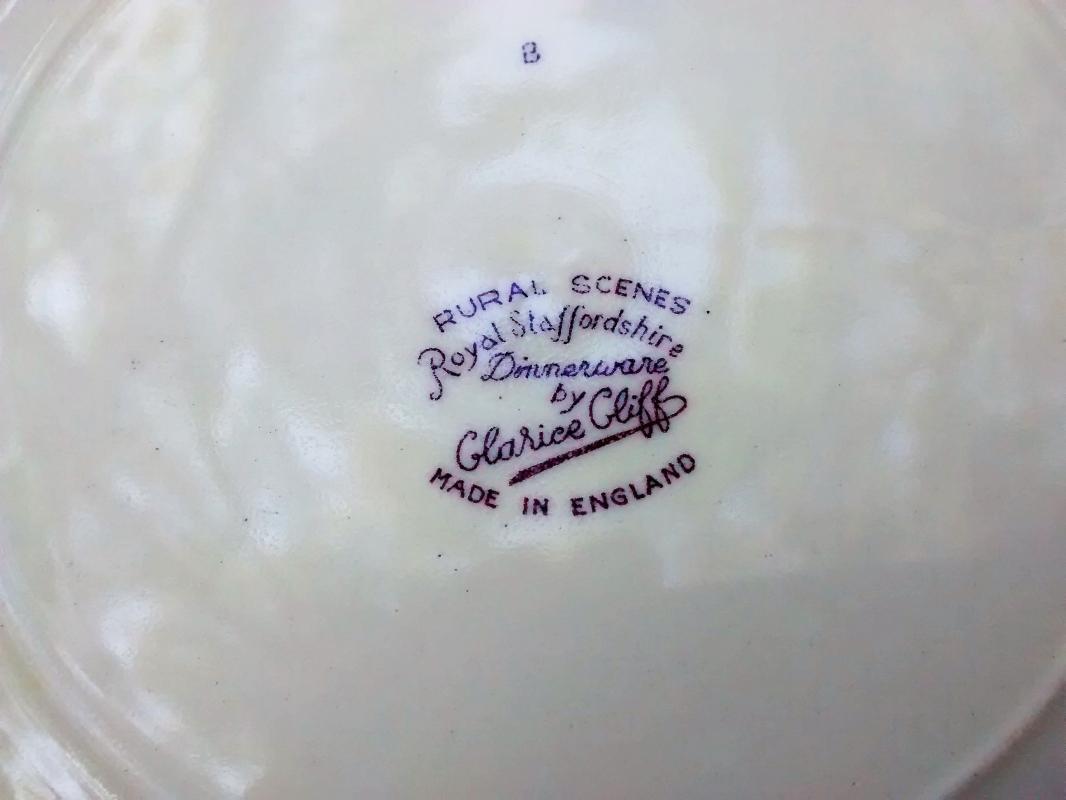 B
RURAL SCENES
Royal Staffordshire
Dinnerware
by
Clarice Cliff
MADE IN ENGLAND